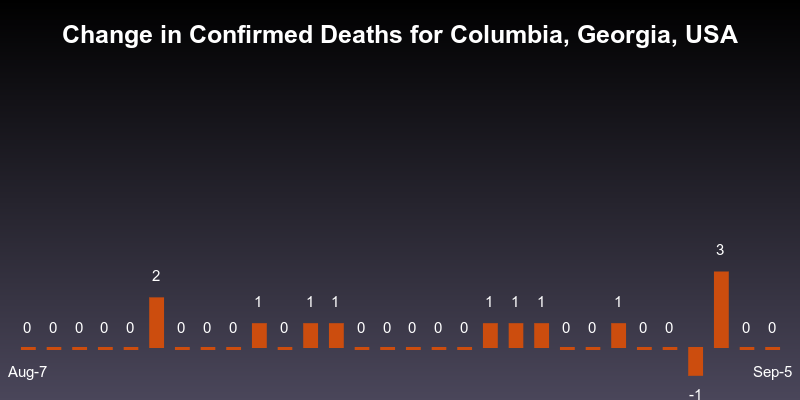 Change in Confirmed Deaths for Columbia, Georgia, USA
3
2
1 1 1 1 1 1 1
0 0 0 0 0 0 0 0 0 0 0 0 0 0 0 0 0 0 0 0
Aug-7 Sep-5
-1